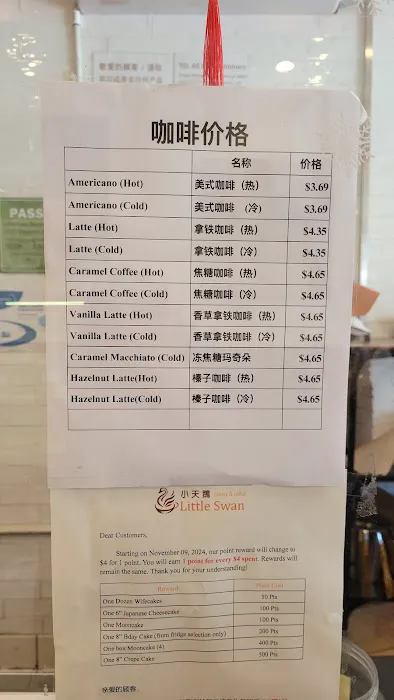 咖啡价格
名称 价格
Americano (Hot) 美式咖啡（热） $3.69
Americano (Cold) 美式咖啡 （冷） $3.69
Latte (Hot) 拿铁咖啡（热） $4.35
Latte (Cold) 拿铁咖啡（冷） $4.35
Caramel Coffee (Hot) 焦糖咖啡（热） $4.65
Caramel Coffee (Cold) 焦糖咖啡（冷） $4.65
Vanilla Latte (Hot) 香草拿铁咖啡（热） $4.65
Vanilla Latte (Cold) 香草拿铁咖啡（冷） $4.65
Caramel Macchiato (Cold) 冻焦糖玛奇朵 $4.65
Hazelnut Latte(Hot) 榛子咖啡（热） $4.65
Hazelnut Latte(Cold) 榛子咖啡（冷） $4.65
PASS
小天鹅
Little Swan
Dear Customers,
Starting on November 09, 2024, our point reward will change to
$4 for 1 point. You will earn 1 point for every $4 spent. Rewards will
remain the same. Thank you for your understanding!
Reward Point Cost
One Dozen Wifecakes 50 Pts
One 6" Japanese Cheesecake 100 Pts
One Mooncake 100 Pts
One 8" Bday Cake (from fridge selection only) 200 Pts
One box Mooncake (4) 400 Pts
One 8" Crepe Cake 500 Pts
亲爱的顾客